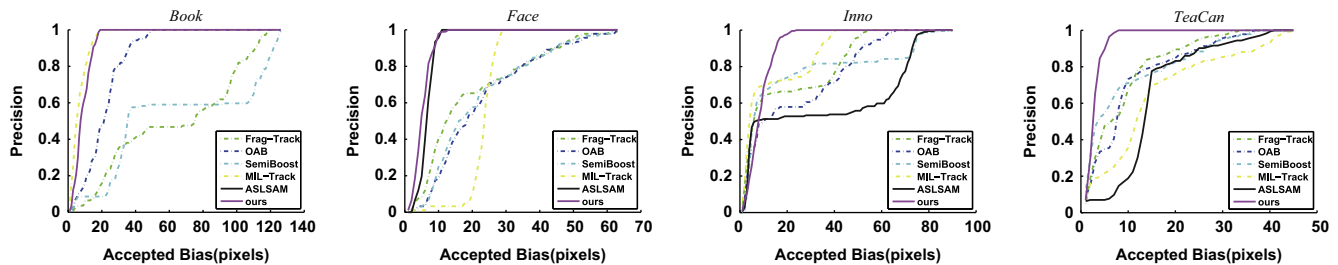 Book
Precision
1
0.8
0.6
0.4
0.2
0
Frag-Track
OAB
SemiBoost
MIL-Track
ASLSAM
ours
0 20 40 60 80 100 120 140
Accepted Bias(pixels)
Face
Precision
1
0.8
0.6
0.4
0.2
0
Frag-Track
OAB
SemiBoost
MIL-Track
ASLSAM
ours
0 10 20 30 40 50 60 70
Accepted Bias(pixels)
Inno
Precision
1
0.8
0.6
0.4
0.2
0
Frag-Track
OAB
SemiBoost
MIL-Track
ASLSAM
ours
0 20 40 60 80 100
Accepted Bias(pixels)
TeaCan
Precision
1
0.8
0.6
0.4
0.2
0
Frag-Track
OAB
SemiBoost
MIL-Track
ASLSAM
ours
0 10 20 30 40 50
Accepted Bias(pixels)